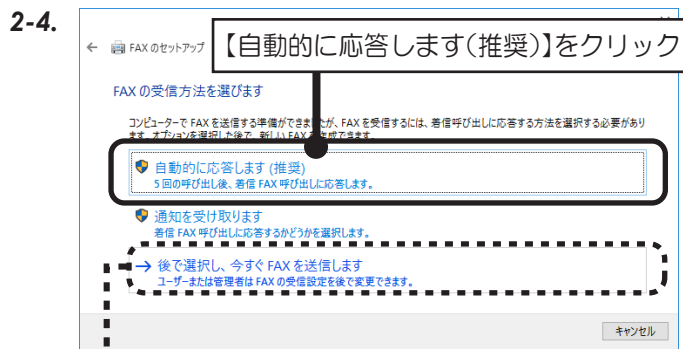 2-4.
← FAX のセットアップ
【自動的に応答します(推奨)】をクリック
FAX の受信方法を選びます
コンピューターで FAX を送信する準備ができましたが、FAX を受信するには、着信呼び出しに応答する方法を選択する必要があり
ます。オプションを選択した後で、新しい FAX を作成できます。
自動的に応答します (推奨)
5 回の呼び出し後、着信 FAX 呼び出しに応答します。
通知を受け取ります
着信 FAX 呼び出しに応答するかどうかを選択します。
→ 後で選択し、今すぐ FAX を送信します
ユーザーまたは管理者は FAX の受信設定を後で変更できます。
キャンセル